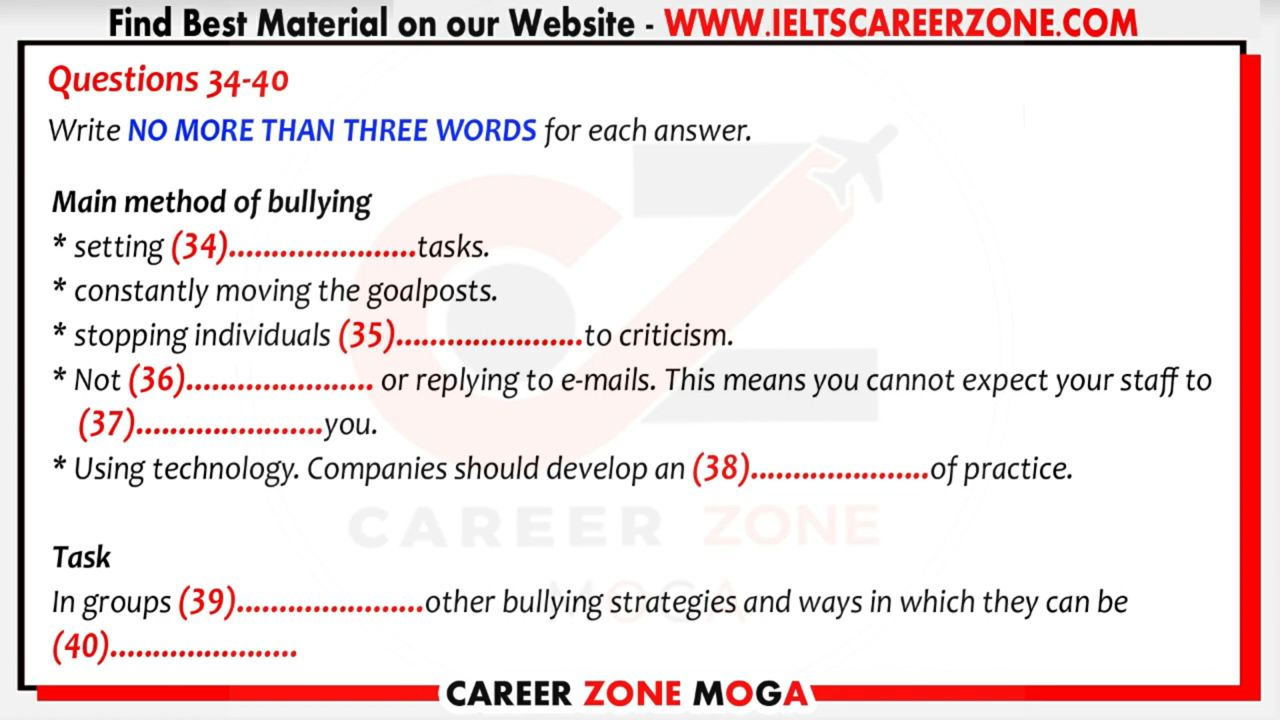 Find Best Material on our Website - WWW.IELTSCAREERZONE.COM
Questions 34-40
Write NO MORE THAN THREE WORDS for each answer.
Main method of bullying
* setting (34)......................tasks.
* constantly moving the goalposts.
* stopping individuals (35)......................to criticism.
* Not (36)...................... or replying to e-mails. This means you cannot expect your staff to
(37)......................you.
* Using technology. Companies should develop an (38).....................of practice.
Task
In groups (39)......................other bullying strategies and ways in which they can be
(40)......................
CAREER ZONE
MOGA
CAREER ZONE MOGA